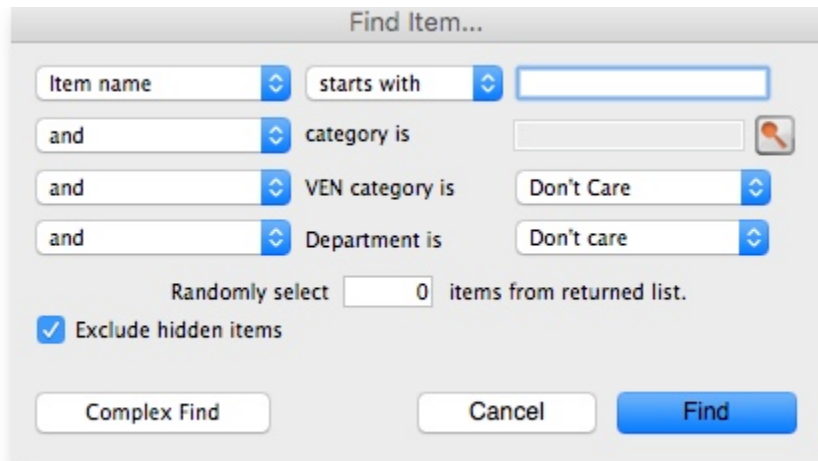 Find Item...
Item name starts with
and category is
and VEN category is Don't Care
and Department is Don't care
Randomly select 0 items from returned list.
Exclude hidden items
Complex Find Cancel Find